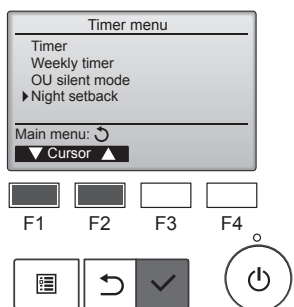 Timer menu
Timer
Weekly timer
OU silent mode
Night setback
Main menu:
Cursor
F1 F2 F3 F4